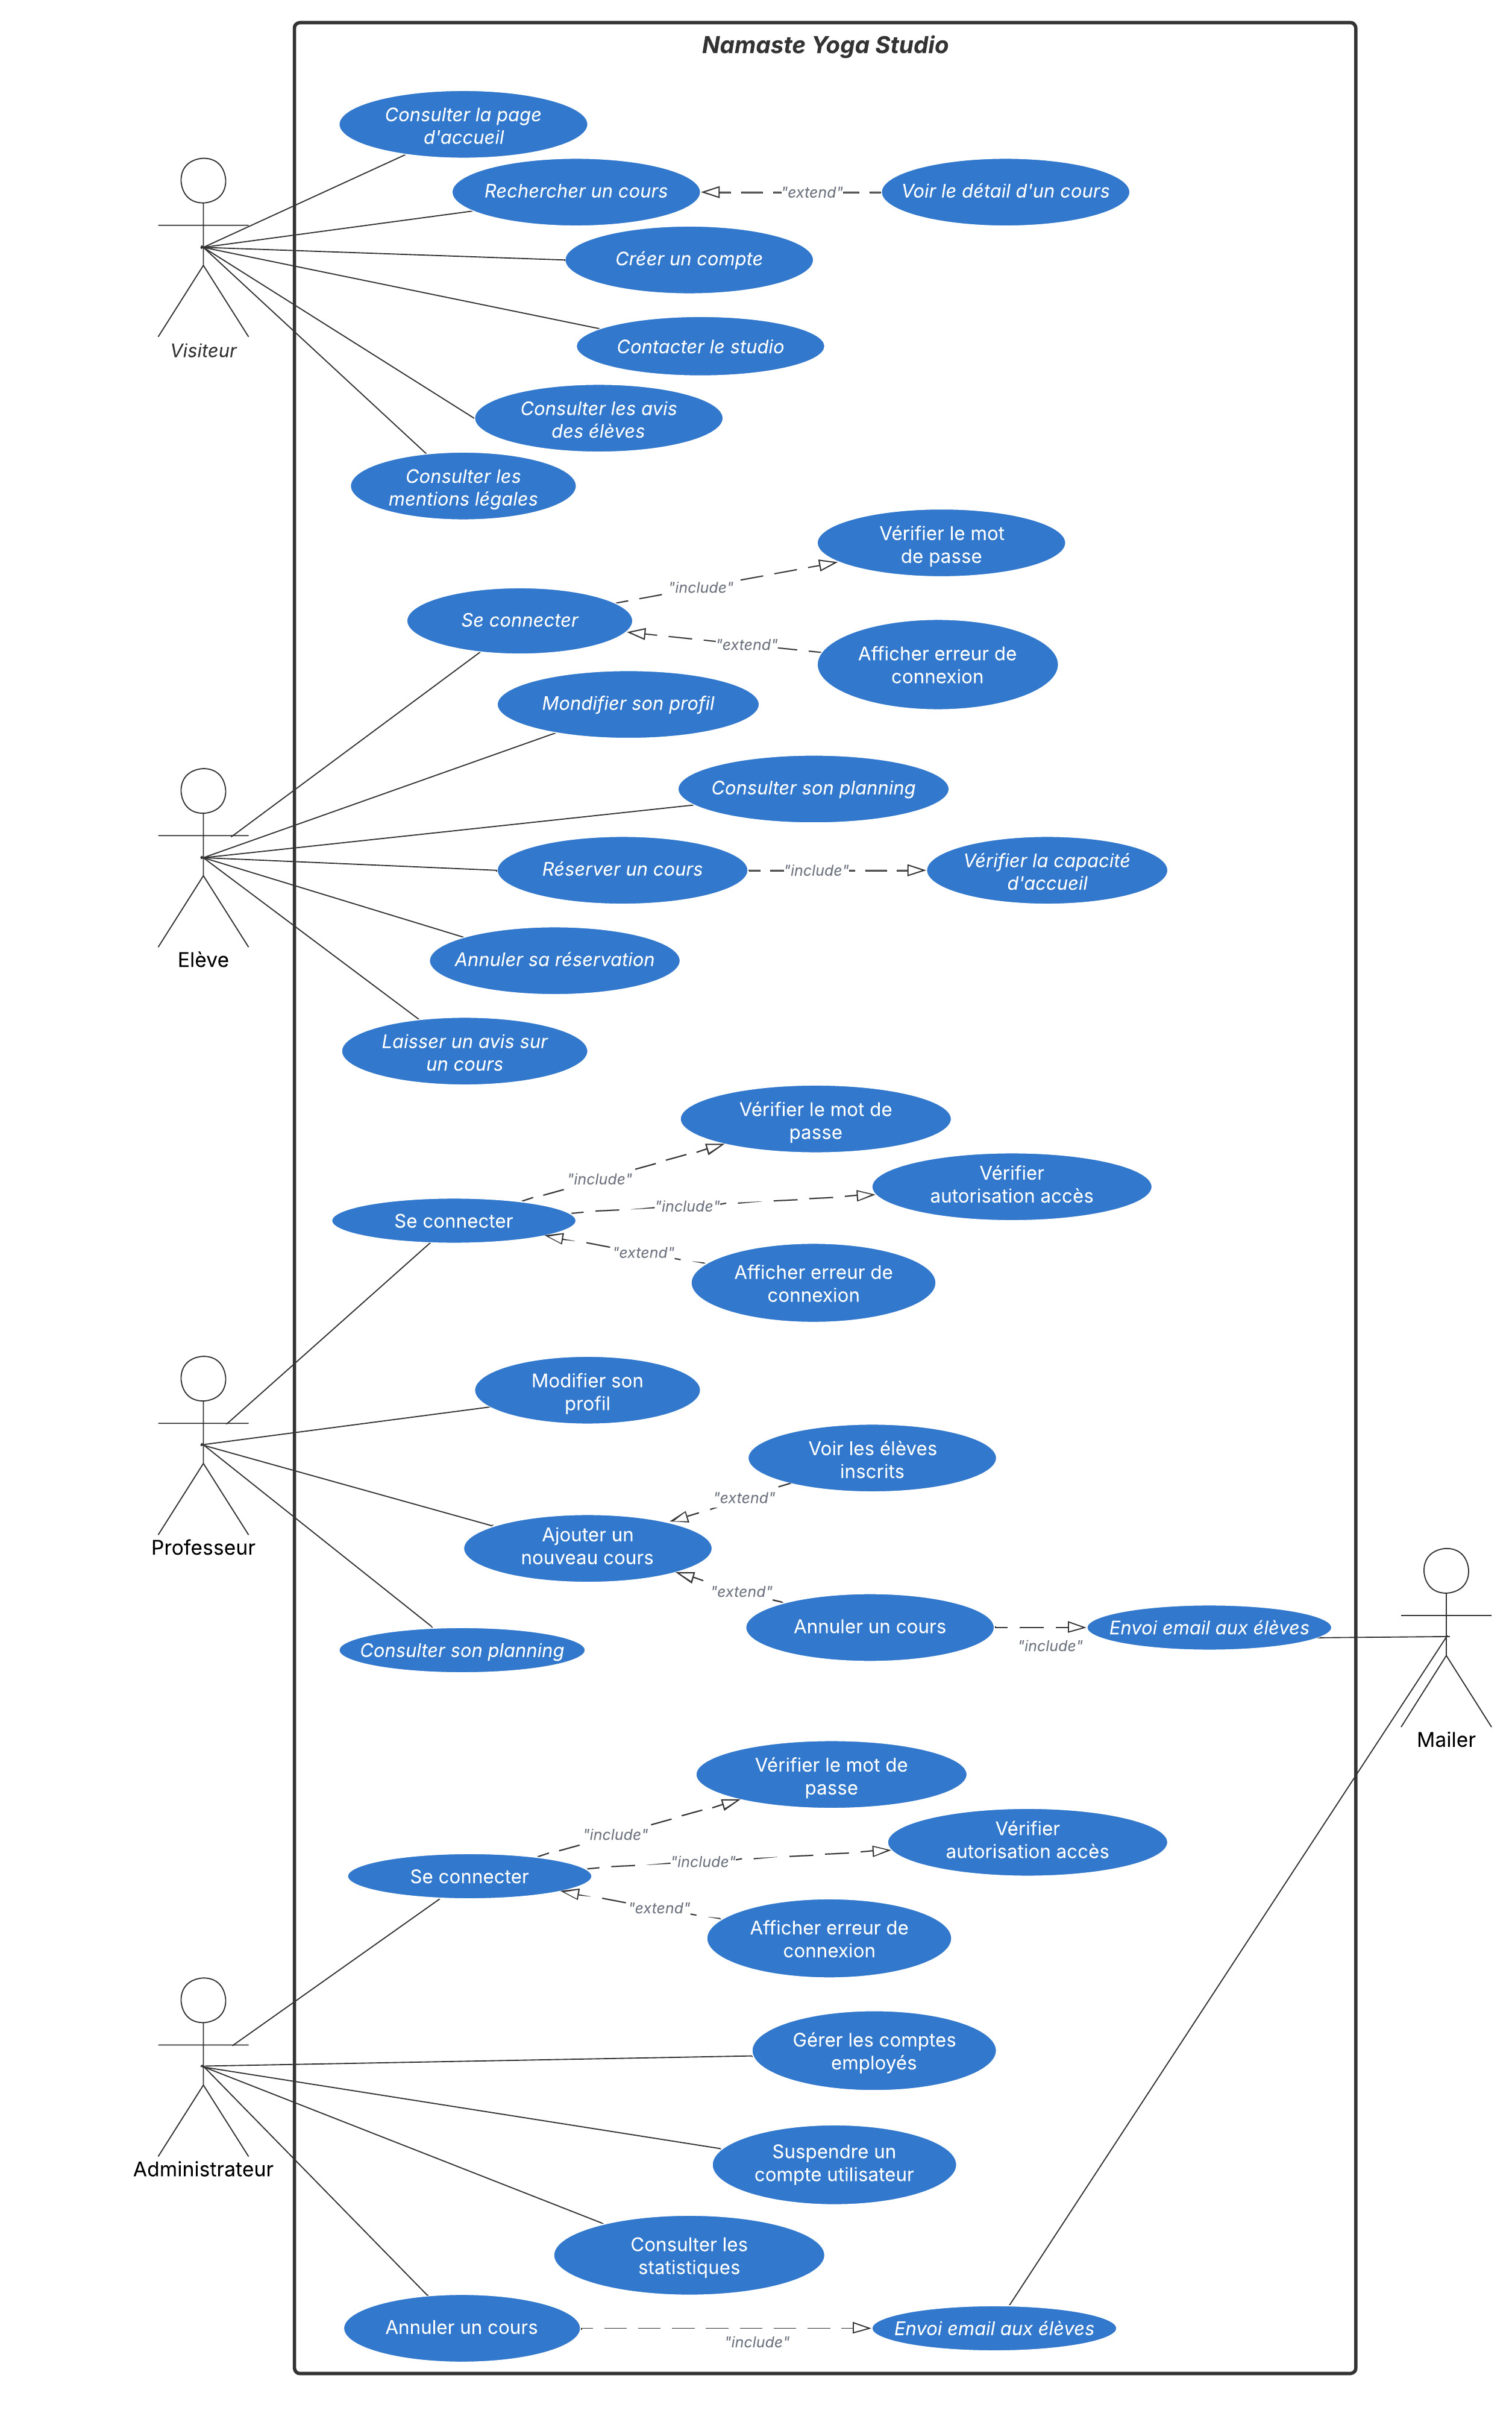 Namaste Yoga Studio
Consulter la page
d'accueil
Rechercher un cours
"extend"
Voir le détail d'un cours
Créer un compte
Contacter le studio
Visiteur
Consulter les avis
des élèves
Consulter les
mentions légales
Vérifier le mot
de passe
"include"
Se connecter
"extend"
Afficher erreur de
connexion
Mondifier son profil
Consulter son planning
Réserver un cours
"include"
Vérifier la capacité
d'accueil
Elève
Annuler sa réservation
Laisser un avis sur
un cours
Vérifier le mot de
passe
"include"
Vérifier
autorisation accès
"include"
Se connecter
"extend"
Afficher erreur de
connexion
Modifier son
profil
Voir les élèves
inscrits
"extend"
Professeur
Ajouter un
nouveau cours
"extend"
Annuler un cours
"include"
Envoi email aux élèves
Consulter son planning
Mailer
Vérifier le mot de
passe
"include"
Vérifier
autorisation accès
"include"
Se connecter
"extend"
Afficher erreur de
connexion
Gérer les comptes
employés
Administrateur
Suspendre un
compte utilisateur
Consulter les
statistiques
Annuler un cours
"include"
Envoi email aux élèves